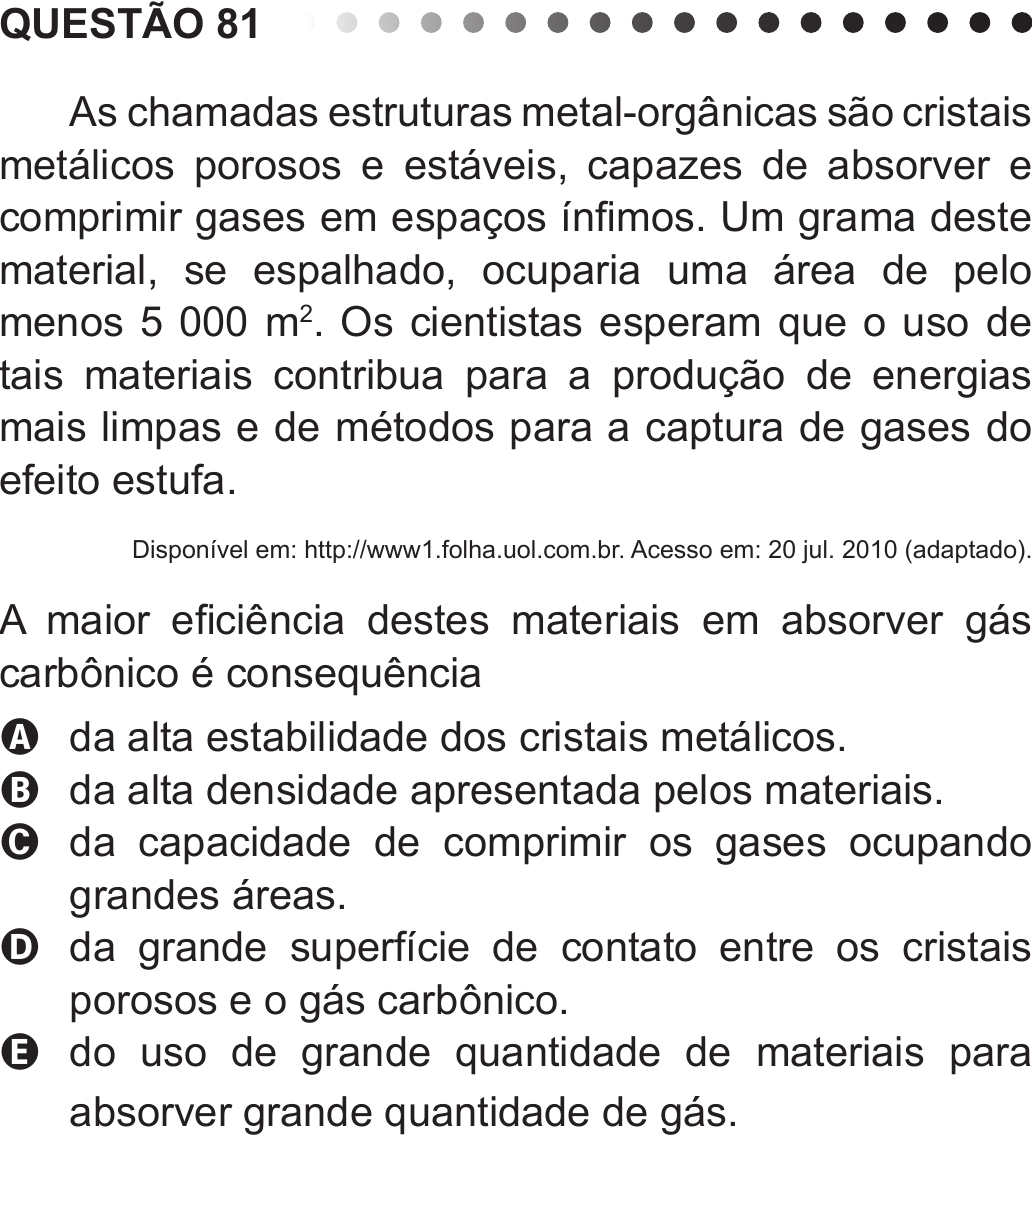 QUESTÃO 81
As chamadas estruturas metal-orgânicas são cristais
metálicos porosos e estáveis, capazes de absorver e
comprimir gases em espaços ínfimos. Um grama deste
material, se espalhado, ocuparia uma área de pelo
menos 5 000 m². Os cientistas esperam que o uso de
tais materiais contribua para a produção de energias
mais limpas e de métodos para a captura de gases do
efeito estufa.
Disponível em: http://www1.folha.uol.com.br. Acesso em: 20 jul. 2010 (adaptado).
A maior eficiência destes materiais em absorver gás
carbônico é consequência
A da alta estabilidade dos cristais metálicos.
B da alta densidade apresentada pelos materiais.
C da capacidade de comprimir os gases ocupando
grandes áreas.
D da grande superfície de contato entre os cristais
porosos e o gás carbônico.
E do uso de grande quantidade de materiais para
absorver grande quantidade de gás.